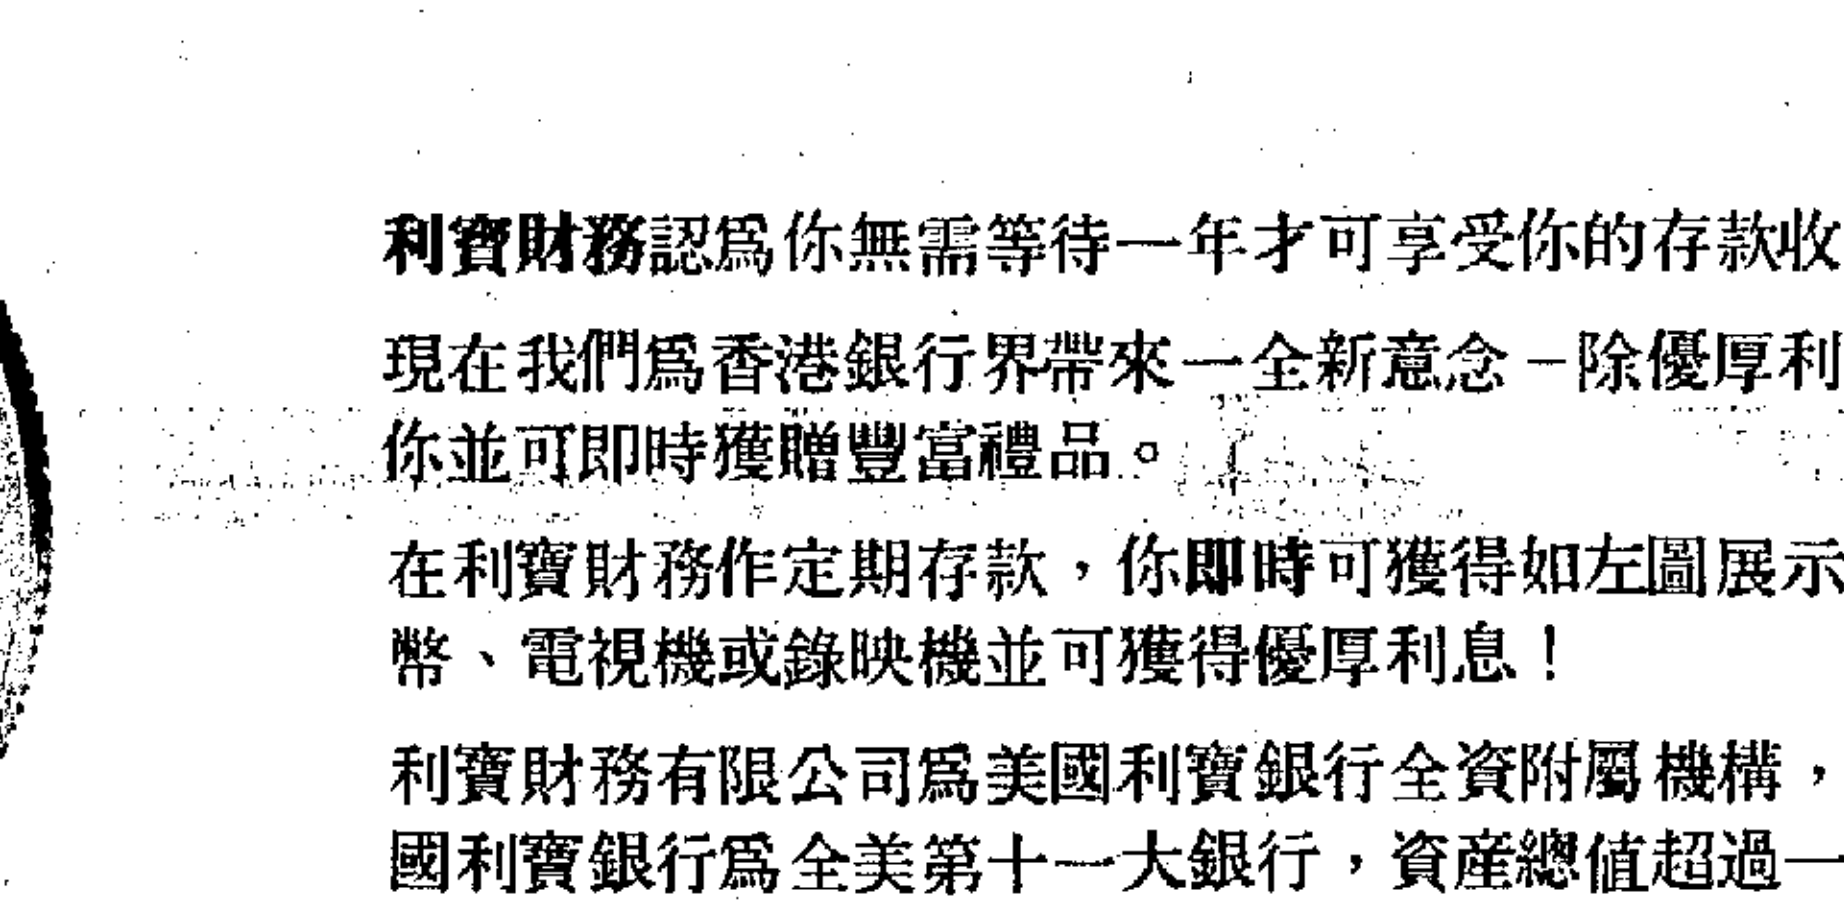 利寶財務認爲你無需等待一年才可享受你的存款收
現在我們爲香港銀行界帶來一全新意念－除優厚利
你並可即時獲贈豐富禮品。
在利寶財務作定期存款，你即時可獲得如左圖展示
幣、電視機或錄映機並可獲得優厚利息！
利寶財務有限公司爲美國利寶銀行全資附屬機構，
國利寶銀行爲全美第十一大銀行，資産總值超過一